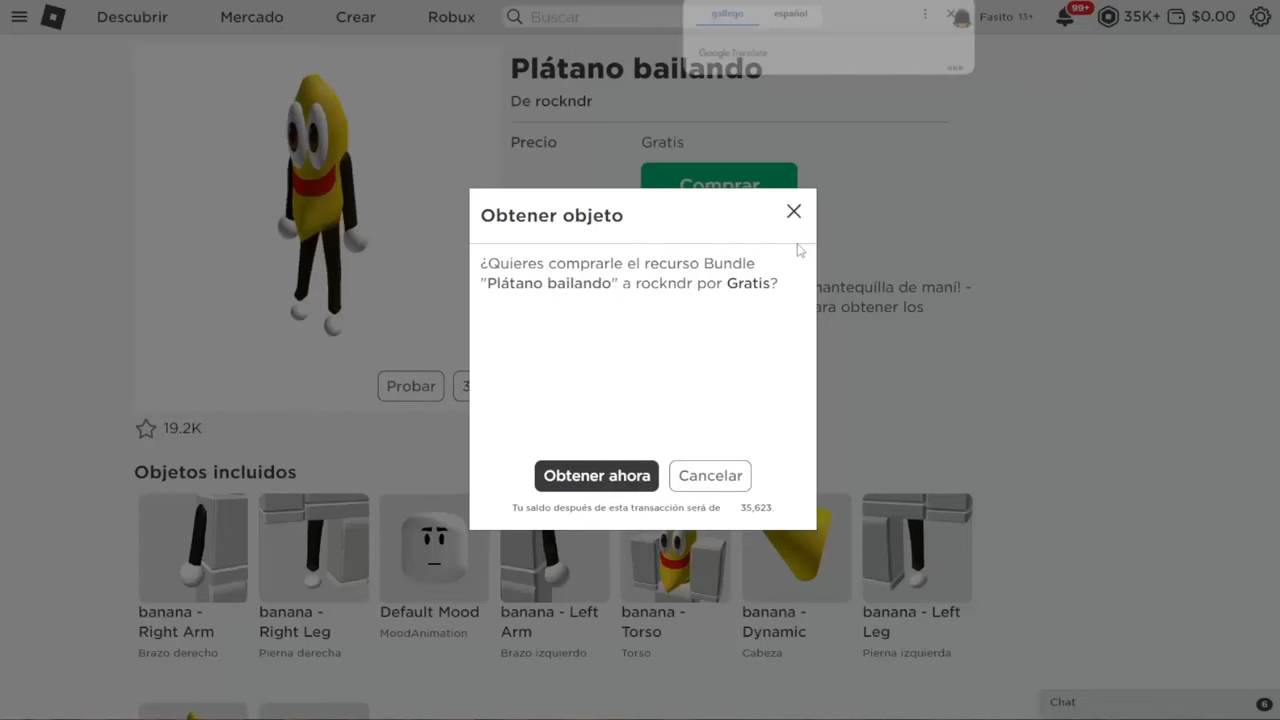 Descubrir
Mercado
Crear
Robux
Buscar
gallego
español
Google Translate
Fasito 13+
99+
35K+
$0.00
Plátano bailando
De rockndr
Precio
Gratis
Comprar
Obtener objeto
¿Quieres comprarle el recurso Bundle
"Plátano bailando" a rockndr por Gratis?
Obtener ahora
Cancelar
Tu saldo después de esta transacción será de 35,623.
mantequilla de maní! -
ara obtener los
Probar
3
19.2K
Objetos incluidos
banana -
Right Arm
Brazo derecho
banana -
Right Leg
Pierna derecha
Default Mood
MoodAnimation
banana - Left
Arm
Brazo izquierdo
banana -
Torso
Torso
banana -
Dynamic
Cabeza
banana - Left
Leg
Pierna izquierda
Chat
6